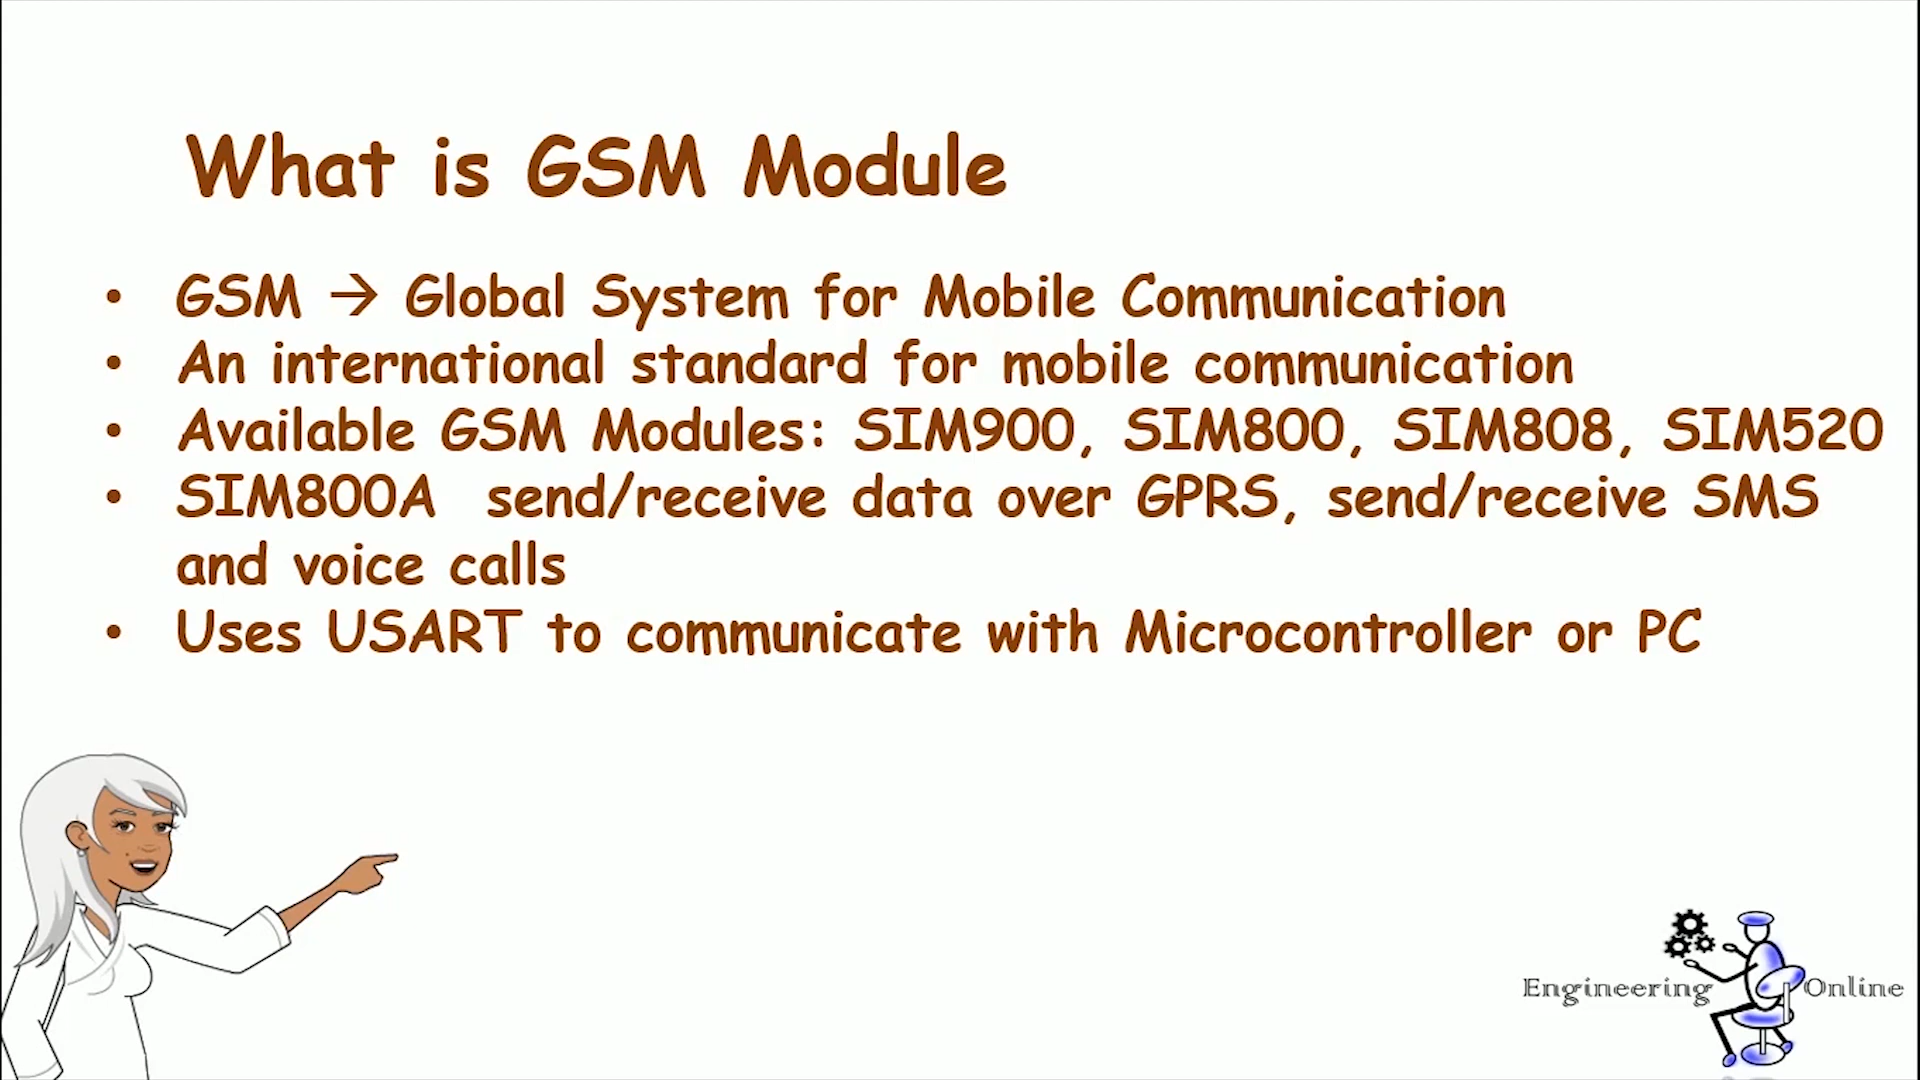 What is GSM Module
• GSM → Global System for Mobile Communication
• An international standard for mobile communication
• Available GSM Modules: SIM900, SIM800, SIM808, SIM520
• SIM800A send/receive data over GPRS, send/receive SMS
and voice calls
• Uses USART to communicate with Microcontroller or PC
Engineering Online